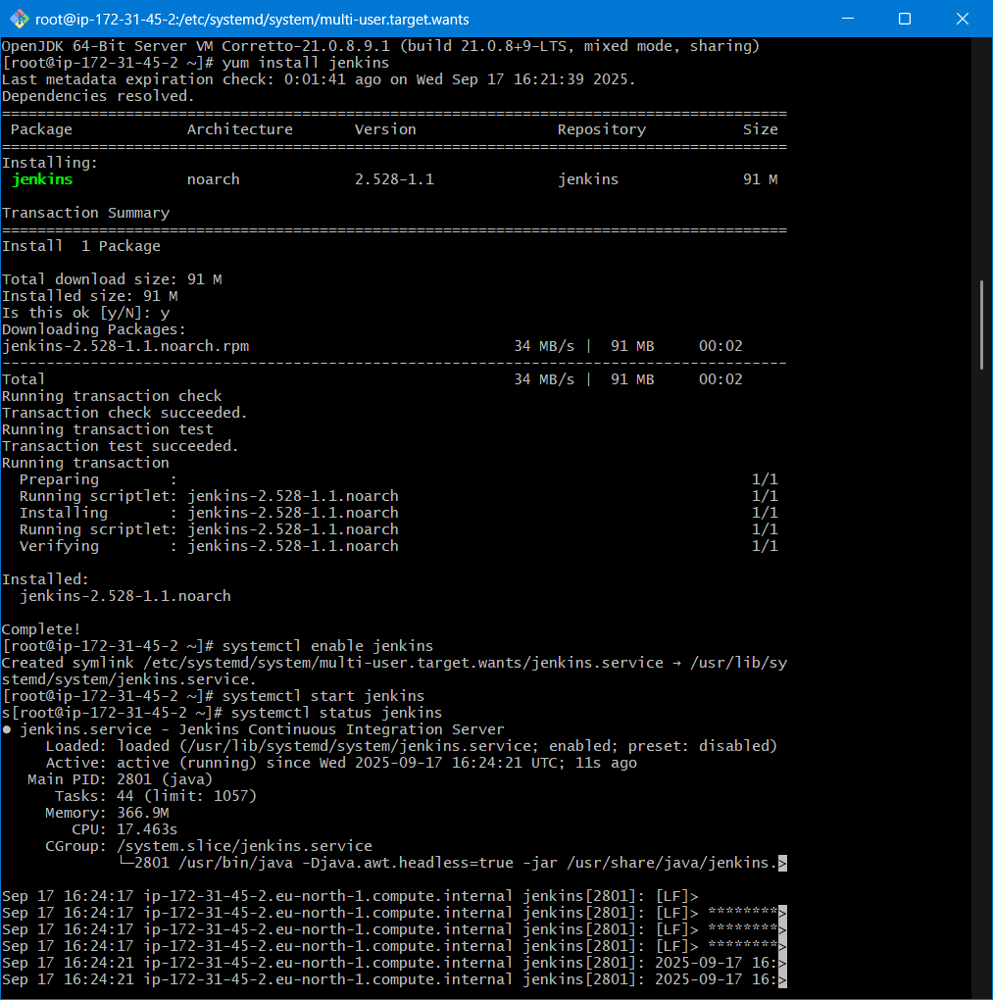 root@ip-172-31-45-2:/etc/systemd/system/multi-user.target.wants
OpenJDK 64-Bit Server VM Corretto-21.0.8.9.1 (build 21.0.8+9-LTS, mixed mode, sharing)
[root@ip-172-31-45-2 ~]# yum install jenkins
Last metadata expiration check: 0:01:41 ago on Wed Sep 17 16:21:39 2025.
Dependencies resolved.
=========================================================================================
 Package             Architecture       Version                Repository           Size
=========================================================================================
Installing:
 jenkins             noarch             2.528-1.1              jenkins              91 M

Transaction Summary
=========================================================================================
Install  1 Package

Total download size: 91 M
Installed size: 91 M
Is this ok [y/N]: y
Downloading Packages:
jenkins-2.528-1.1.noarch.rpm                              34 MB/s |  91 MB     00:02
-----------------------------------------------------------------------------------------
Total                                                     34 MB/s |  91 MB     00:02
Running transaction check
Transaction check succeeded.
Running transaction test
Transaction test succeeded.
Running transaction
  Preparing        :                                                                 1/1
  Running scriptlet: jenkins-2.528-1.1.noarch                                        1/1
  Installing       : jenkins-2.528-1.1.noarch                                        1/1
  Running scriptlet: jenkins-2.528-1.1.noarch                                        1/1
  Verifying        : jenkins-2.528-1.1.noarch                                        1/1

Installed:
  jenkins-2.528-1.1.noarch

Complete!
[root@ip-172-31-45-2 ~]# systemctl enable jenkins
Created symlink /etc/systemd/system/multi-user.target.wants/jenkins.service → /usr/lib/sy
stemd/system/jenkins.service.
[root@ip-172-31-45-2 ~]# systemctl start jenkins
s[root@ip-172-31-45-2 ~]# systemctl status jenkins
● jenkins.service - Jenkins Continuous Integration Server
     Loaded: loaded (/usr/lib/systemd/system/jenkins.service; enabled; preset: disabled)
     Active: active (running) since Wed 2025-09-17 16:24:21 UTC; 11s ago
   Main PID: 2801 (java)
      Tasks: 44 (limit: 1057)
     Memory: 366.9M
        CPU: 17.463s
     CGroup: /system.slice/jenkins.service
             └─2801 /usr/bin/java -Djava.awt.headless=true -jar /usr/share/java/jenkins.>

Sep 17 16:24:17 ip-172-31-45-2.eu-north-1.compute.internal jenkins[2801]: [LF]>
Sep 17 16:24:17 ip-172-31-45-2.eu-north-1.compute.internal jenkins[2801]: [LF]> ********>
Sep 17 16:24:17 ip-172-31-45-2.eu-north-1.compute.internal jenkins[2801]: [LF]> ********>
Sep 17 16:24:17 ip-172-31-45-2.eu-north-1.compute.internal jenkins[2801]: [LF]> ********>
Sep 17 16:24:21 ip-172-31-45-2.eu-north-1.compute.internal jenkins[2801]: 2025-09-17 16:>
Sep 17 16:24:21 ip-172-31-45-2.eu-north-1.compute.internal jenkins[2801]: 2025-09-17 16:>